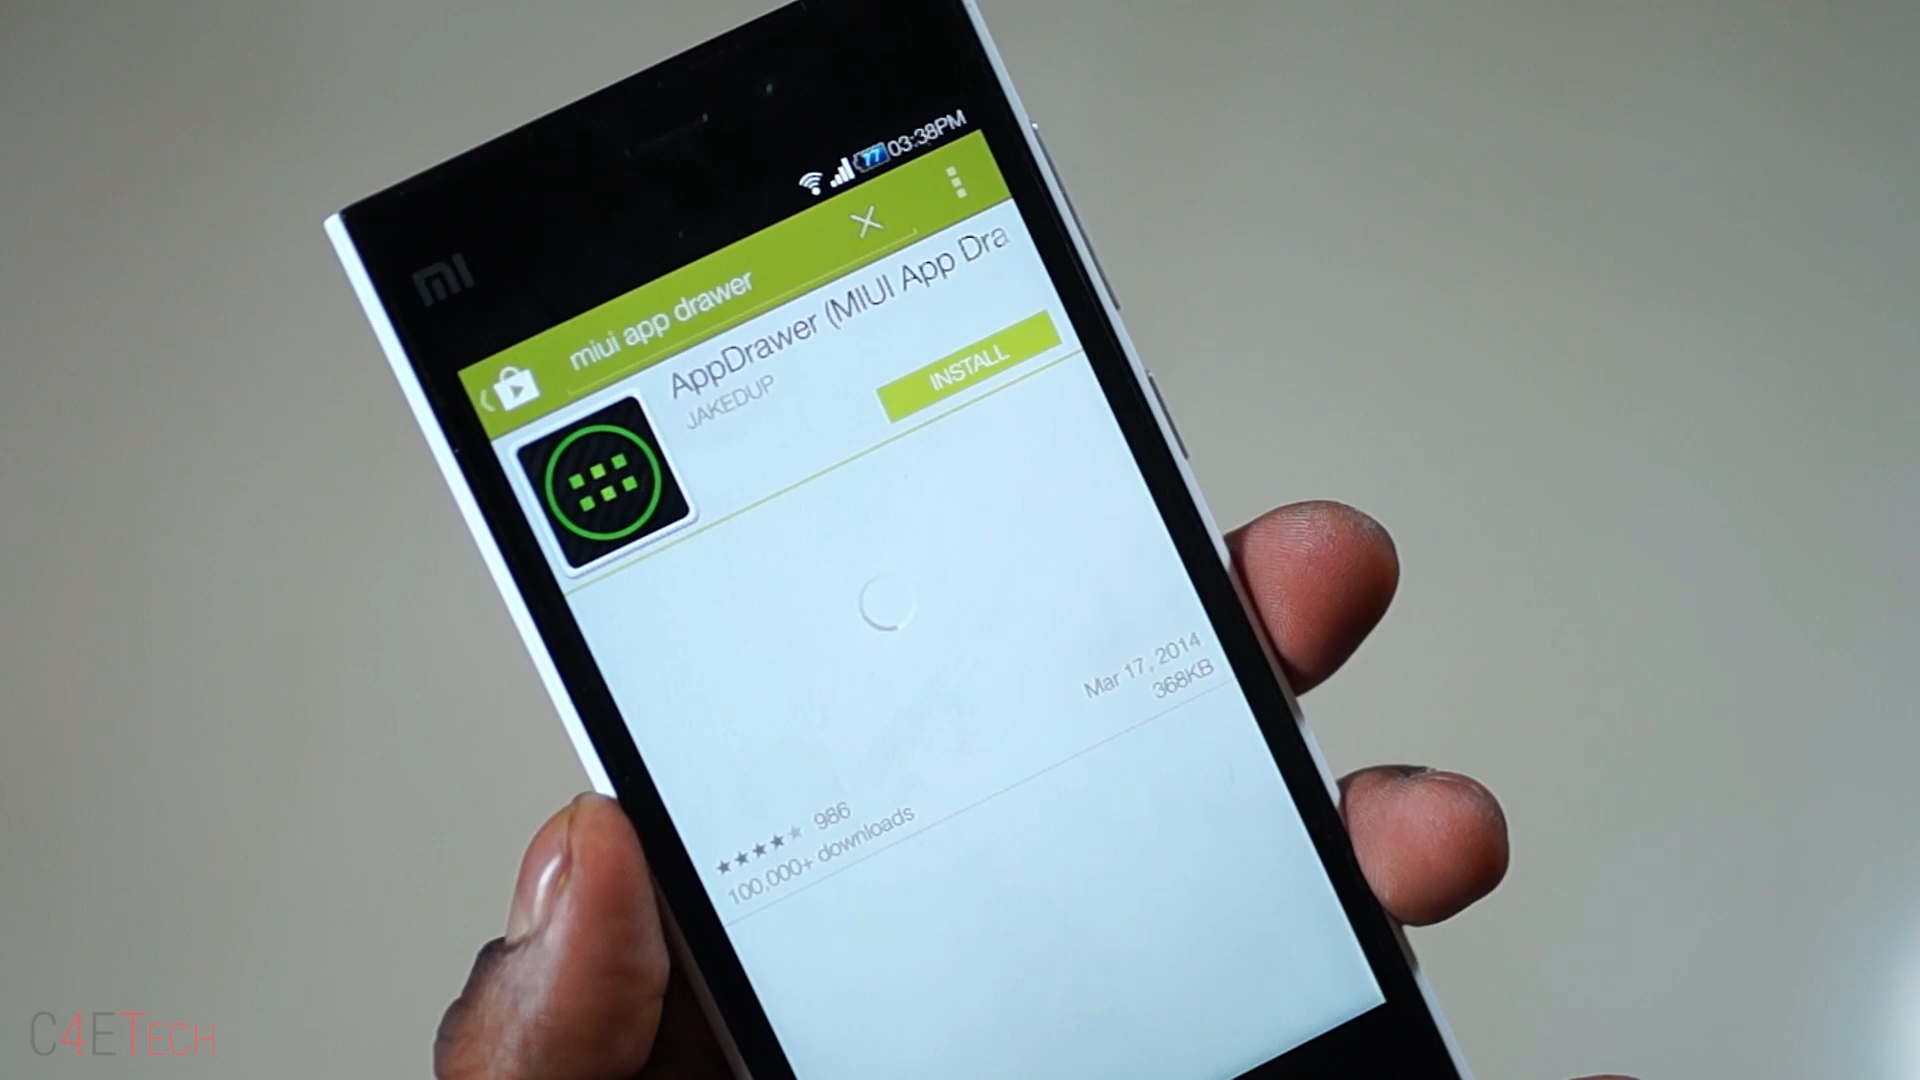 77 03:38PM
mi
miui app drawer
AppDrawer (MIUI App Dra
JAKEDUP
INSTALL
Mar 17, 2014
368KB
986
100,000+ downloads
C4ETECH